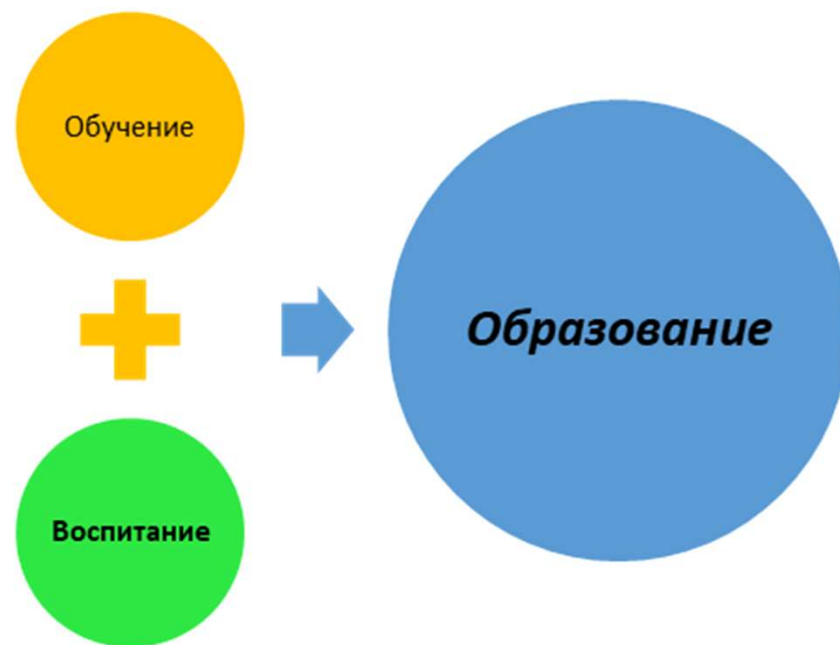 Обучение
Воспитание
Образование